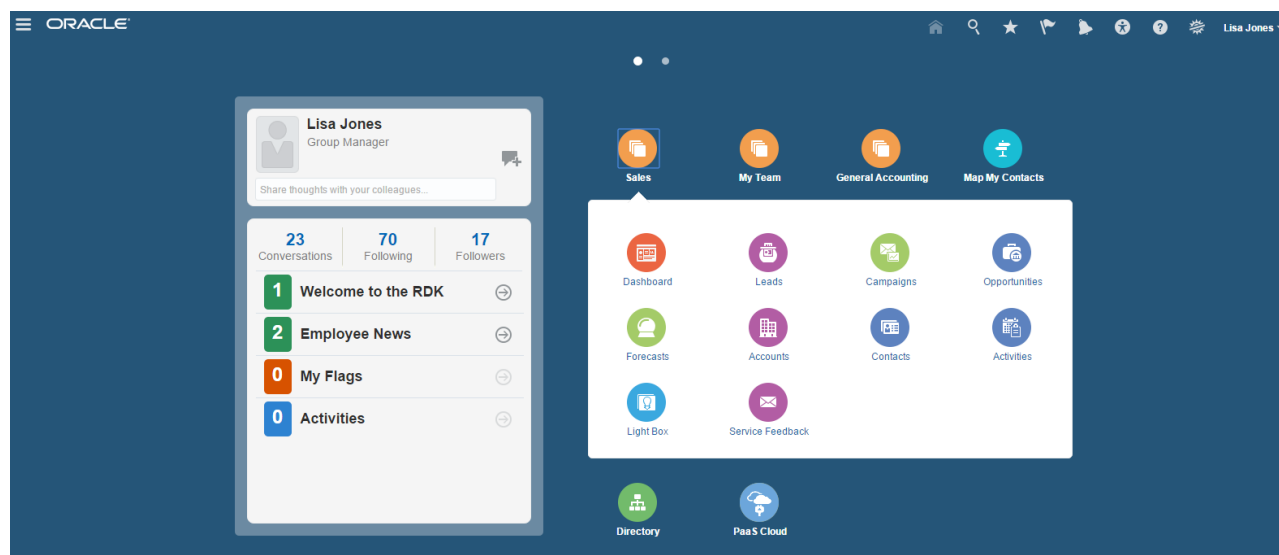 ORACLE
Lisa Jones
Lisa Jones
Group Manager
Share thoughts with your colleagues...
23 70 17
Conversations Following Followers
1 Welcome to the RDK
2 Employee News
0 My Flags
0 Activities
Sales My Team General Accounting Map My Contacts
Dashboard Leads Campaigns Opportunities
Forecasts Accounts Contacts Activities
Light Box Service Feedback
Directory PaaS Cloud